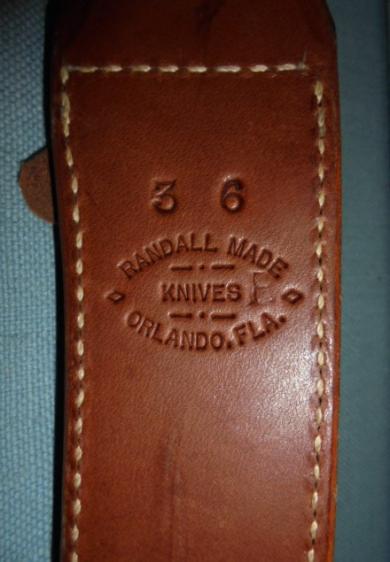 3 6
RANDALL MADE
KNIVES F
ORLANDO. FLA.